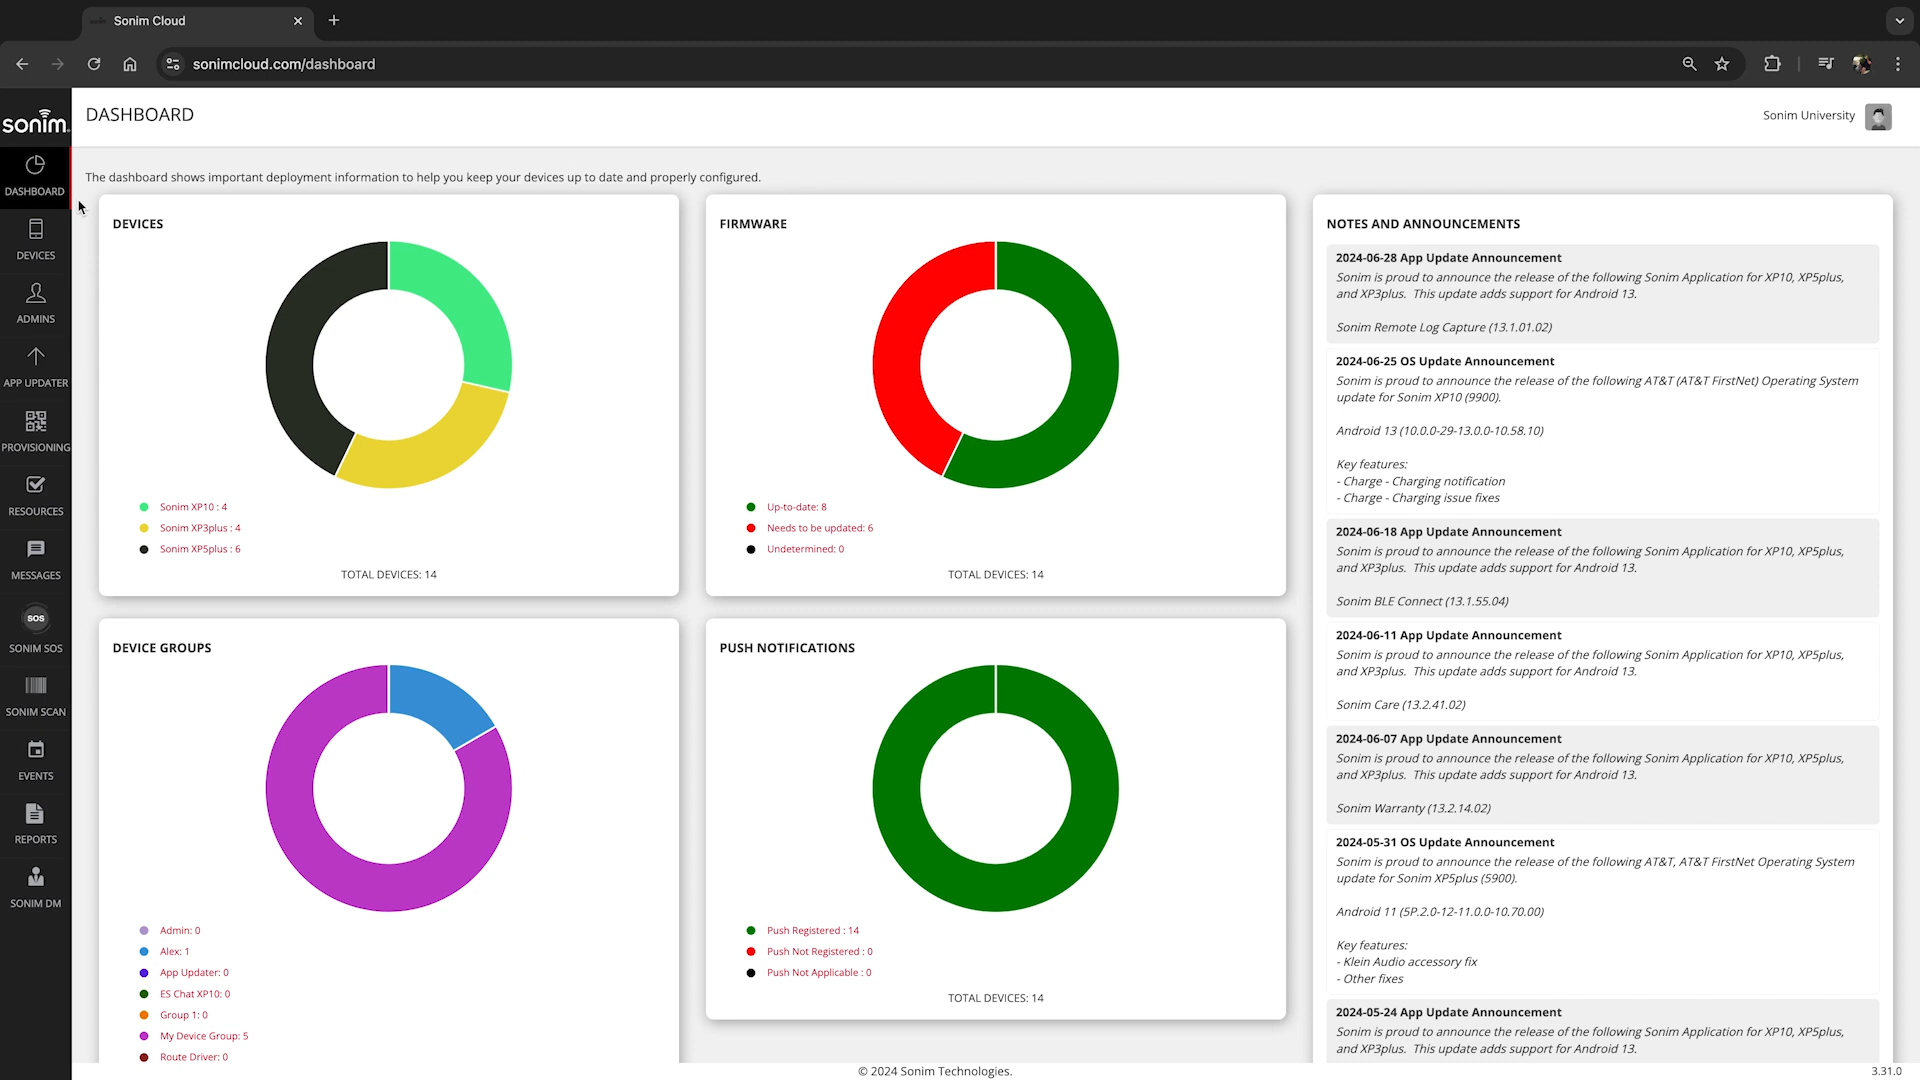 Sonim Cloud
sonimcloud.com/dashboard
sonim
DASHBOARD
DEVICES
ADMINS
APP UPDATER
PROVISIONING
RESOURCES
MESSAGES
SOS
SONIM SOS
SONIM SCAN
EVENTS
REPORTS
SONIM DM
DASHBOARD
Sonim University
The dashboard shows important deployment information to help you keep your devices up to date and properly configured.
DEVICES
Sonim XP10 : 4
Sonim XP3plus : 4
Sonim XP5plus : 6
TOTAL DEVICES: 14
FIRMWARE
Up-to-date: 8
Needs to be updated: 6
Undetermined: 0
TOTAL DEVICES: 14
DEVICE GROUPS
Admin: 0
Alex: 1
App Updater: 0
ES Chat XP10: 0
Group 1: 0
My Device Group: 5
Route Driver: 0
PUSH NOTIFICATIONS
Push Registered : 14
Push Not Registered : 0
Push Not Applicable : 0
TOTAL DEVICES: 14
NOTES AND ANNOUNCEMENTS
2024-06-28 App Update Announcement
Sonim is proud to announce the release of the following Sonim Application for XP10, XP5plus,
and XP3plus. This update adds support for Android 13.
Sonim Remote Log Capture (13.1.01.02)
2024-06-25 OS Update Announcement
Sonim is proud to announce the release of the following AT&T (AT&T FirstNet) Operating System
update for Sonim XP10 (9900).
Android 13 (10.0.0-29-13.0.0-10.58.10)
Key features:
- Charge - Charging notification
- Charge - Charging issue fixes
2024-06-18 App Update Announcement
Sonim is proud to announce the release of the following Sonim Application for XP10, XP5plus,
and XP3plus. This update adds support for Android 13.
Sonim BLE Connect (13.1.55.04)
2024-06-11 App Update Announcement
Sonim is proud to announce the release of the following Sonim Application for XP10, XP5plus,
and XP3plus. This update adds support for Android 13.
Sonim Care (13.2.41.02)
2024-06-07 App Update Announcement
Sonim is proud to announce the release of the following Sonim Application for XP10, XP5plus,
and XP3plus. This update adds support for Android 13.
Sonim Warranty (13.2.14.02)
2024-05-31 OS Update Announcement
Sonim is proud to announce the release of the following AT&T, AT&T FirstNet Operating System
update for Sonim XP5plus (5900).
Android 11 (5P.2.0-12-11.0.0-10.70.00)
Key features:
- Klein Audio accessory fix
- Other fixes
2024-05-24 App Update Announcement
Sonim is proud to announce the release of the following Sonim Application for XP10, XP5plus,
and XP3plus. This update adds support for Android 13.
© 2024 Sonim Technologies.
3.31.0